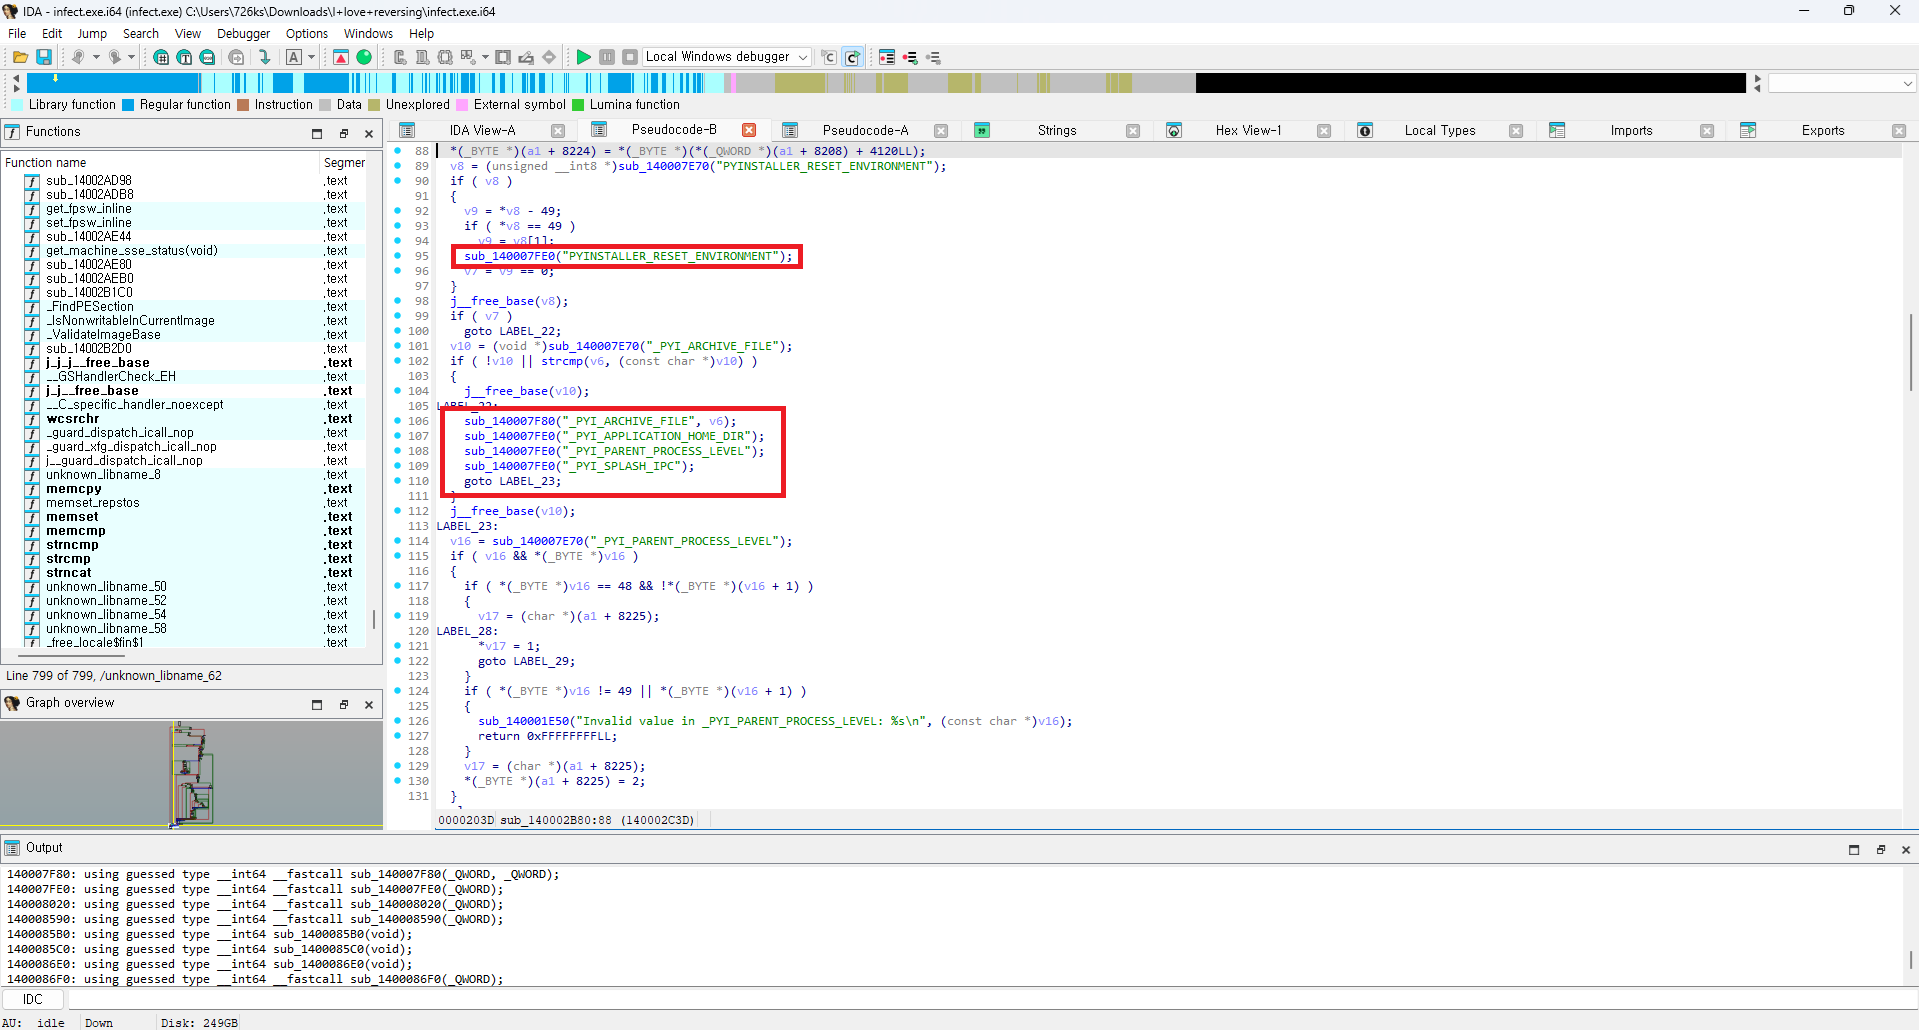 IDA - infect.exe.i64 (infect.exe) C:\Users\726ks\Downloads\I+love+reversing\infect.exe.i64
File Edit Jump Search View Debugger Options Windows Help
Local Windows debugger
Library function Regular function Instruction Data Unexplored External symbol Lumina function
Functions
IDA View-A Pseudocode-B Pseudocode-A Strings Hex View-1 Local Types Imports Exports
Function name Segmer
sub_14002AD98 .text
sub_14002ADB8 .text
get_fpsw_inline .text
set_fpsw_inline .text
sub_14002AE44 .text
get_machine_sse_status(void) .text
sub_14002AE80 .text
sub_14002AEB0 .text
sub_14002B1C0 .text
_FindPESection .text
_IsNonwritableInCurrentImage .text
_ValidateImageBase .text
sub_14002B2D0 .text
j_j_j__free_base .text
__GSHandlerCheck_EH .text
j_j__free_base .text
__C_specific_handler_noexcept .text
wcsrchr .text
_guard_dispatch_icall_nop .text
_guard_xfg_dispatch_icall_nop .text
j__guard_dispatch_icall_nop .text
unknown_libname_8 .text
memcpy .text
memset_repstos .text
memset .text
memcmp .text
strncmp .text
strcmp .text
strncat .text
unknown_libname_50 .text
unknown_libname_52 .text
unknown_libname_54 .text
unknown_libname_58 .text
_free_locale$fin$1 .text
Line 799 of 799, /unknown_libname_62
Graph overview
88 *(_BYTE *)(a1 + 8224) = *(_BYTE *)(*(_QWORD *)(a1 + 8208) + 4120LL);
89 v8 = (unsigned __int8 *)sub_140007E70("PYINSTALLER_RESET_ENVIRONMENT");
90 if ( v8 )
91 {
92 v9 = *v8 - 49;
93 if ( *v8 == 49 )
94 v9 = v8[1];
95 sub_140007FE0("PYINSTALLER_RESET_ENVIRONMENT");
96 v7 = v9 == 0;
97 }
98 j__free_base(v8);
99 if ( v7 )
100 goto LABEL_22;
101 v10 = (void *)sub_140007E70("_PYI_ARCHIVE_FILE");
102 if ( !v10 || strcmp(v6, (const char *)v10) )
103 {
104 j__free_base(v10);
105 LABEL_22:
106 sub_140007F80("_PYI_ARCHIVE_FILE", v6);
107 sub_140007FE0("_PYI_APPLICATION_HOME_DIR");
108 sub_140007FE0("_PYI_PARENT_PROCESS_LEVEL");
109 sub_140007FE0("_PYI_SPLASH_IPC");
110 goto LABEL_23;
111 }
112 j__free_base(v10);
113 LABEL_23:
114 v16 = sub_140007E70("_PYI_PARENT_PROCESS_LEVEL");
115 if ( v16 && *(_BYTE *)v16 )
116 {
117 if ( *(_BYTE *)v16 == 48 && !*(_BYTE *)(v16 + 1) )
118 {
119 v17 = (char *)(a1 + 8225);
120 LABEL_28:
121 *v17 = 1;
122 goto LABEL_29;
123 }
124 if ( *(_BYTE *)v16 != 49 || *(_BYTE *)(v16 + 1) )
125 {
126 sub_140001E50("Invalid value in _PYI_PARENT_PROCESS_LEVEL: %s\n", (const char *)v16);
127 return 0xFFFFFFFFLL;
128 }
129 v17 = (char *)(a1 + 8225);
130 *(_BYTE *)(a1 + 8225) = 2;
131 }
0000203D sub_140002B80:88 (140002C3D)
Output
140007F80: using guessed type __int64 __fastcall sub_140007F80(_QWORD, _QWORD);
140007FE0: using guessed type __int64 __fastcall sub_140007FE0(_QWORD);
140008020: using guessed type __int64 __fastcall sub_140008020(_QWORD);
140008590: using guessed type __int64 __fastcall sub_140008590(_QWORD);
1400085B0: using guessed type __int64 sub_1400085B0(void);
1400085C0: using guessed type __int64 sub_1400085C0(void);
1400086E0: using guessed type __int64 sub_1400086E0(void);
1400086F0: using guessed type __int64 __fastcall sub_1400086F0(_QWORD);
IDC
AU: idle Down Disk: 249GB